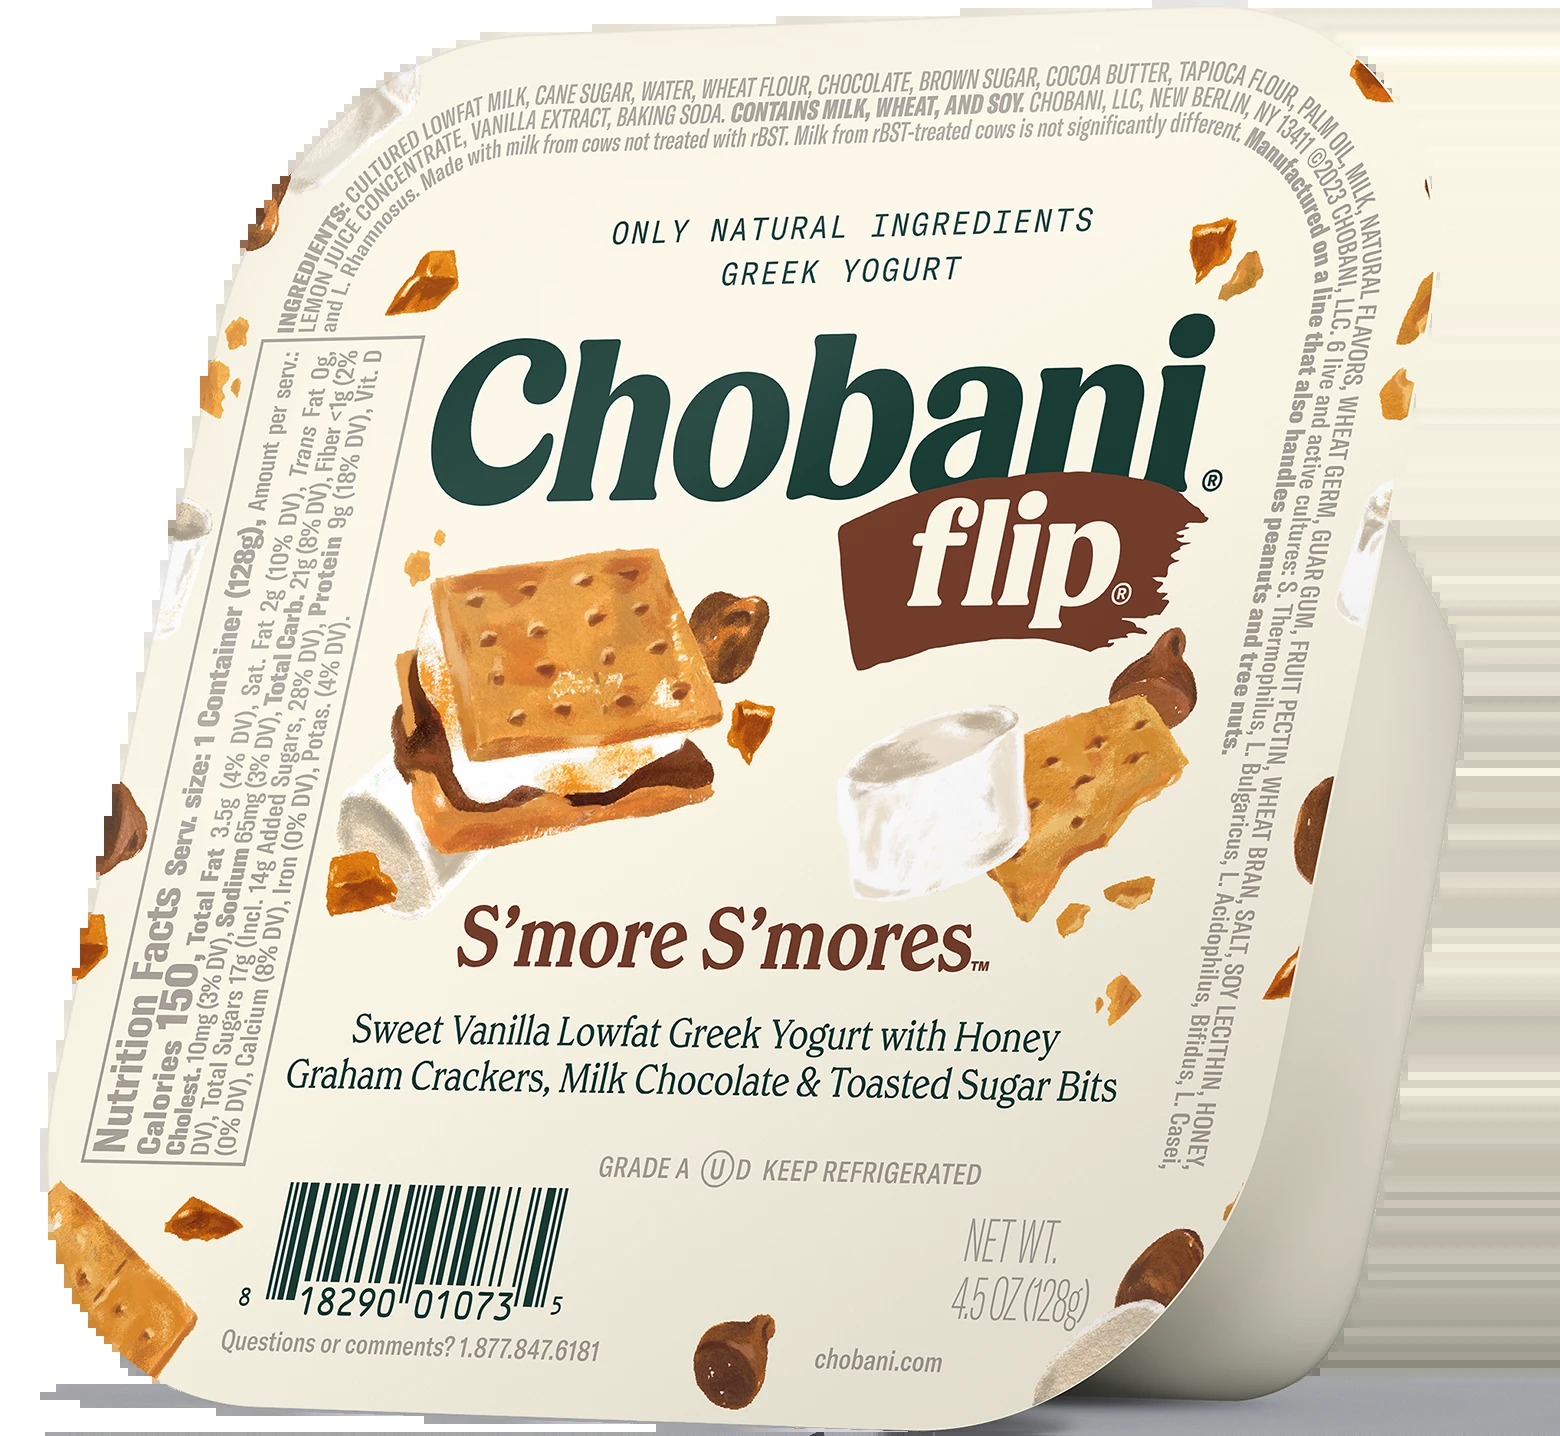 INGREDIENTS: CULTURED LOWFAT MILK, CANE SUGAR, WATER, WHEAT FLOUR, CHOCOLATE, BROWN SUGAR, COCOA BUTTER, TAPIOCA FLOUR, PALM OIL, MILK, NATURAL FLAVORS, WHEAT GERM, GUAR GUM, FRUIT PECTIN, WHEAT BRAN, SALT, SOY LECITHIN, HONEY,
LEMON JUICE CONCENTRATE, VANILLA EXTRACT, BAKING SODA. CONTAINS MILK, WHEAT, AND SOY. CHOBANI, LLC, NEW BERLIN, NY 13411 ©2023 CHOBANI, LLC. 6 live and active cultures: S. Thermophilus, L. Bulgaricus, L. Acidophilus, Bifidus, L. Casei,
and L. Rhamnosus. Made with milk from cows not treated with rBST. Milk from rBST-treated cows is not significantly different. Manufactured on a line that also handles peanuts and tree nuts.
ONLY NATURAL INGREDIENTS
GREEK YOGURT
Chobani®
flip®
Nutrition Facts Serv. size: 1 Container (128g), Amount per serv.:
Calories 150, Total Fat 3.5g (4% DV), Sat. Fat 2g (10% DV), Trans Fat 0g,
Cholest. 10mg (3% DV), Sodium 65mg (3% DV), Total Carb. 21g (8% DV), Fiber <1g (2%
DV), Total Sugars 17g (Incl. 14g Added Sugars, 28% DV), Protein 9g (18% DV), Vit. D
(0% DV), Calcium (8% DV), Iron (0% DV), Potas. (4% DV).
S'more S'mores™
Sweet Vanilla Lowfat Greek Yogurt with Honey
Graham Crackers, Milk Chocolate & Toasted Sugar Bits
GRADE A Ⓤ D KEEP REFRIGERATED
NET WT.
4.5 OZ (128g)
8 18290 01073 5
Questions or comments? 1.877.847.6181
chobani.com